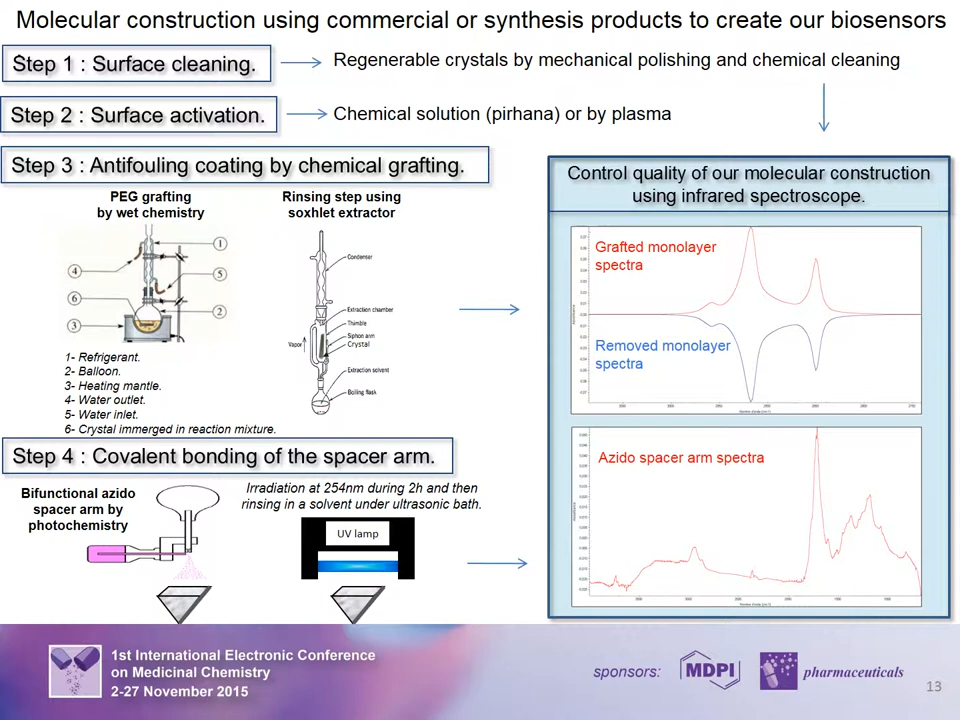 Molecular construction using commercial or synthesis products to create our biosensors
Step 1 : Surface cleaning.
Regenerable crystals by mechanical polishing and chemical cleaning
Step 2 : Surface activation.
Chemical solution (pirhana) or by plasma
Step 3 : Antifouling coating by chemical grafting.
PEG grafting
by wet chemistry
1
4
5
6
2
3
1- Refrigerant.
2- Balloon.
3- Heating mantle.
4- Water outlet.
5- Water inlet.
6- Crystal immerged in reaction mixture.
Rinsing step using
soxhlet extractor
Condenser
Extraction chamber
Thimble
Siphon arm
Vapor
Crystal
Extraction solvent
Boiling flask
Control quality of our molecular construction
using infrared spectroscope.
Grafted monolayer
spectra
Removed monolayer
spectra
Azido spacer arm spectra
Step 4 : Covalent bonding of the spacer arm.
Bifunctional azido
spacer arm by
photochemistry
Irradiation at 254nm during 2h and then
rinsing in a solvent under ultrasonic bath.
UV lamp
1st International Electronic Conference
on Medicinal Chemistry
2-27 November 2015
sponsors:
MDPI
pharmaceuticals
13